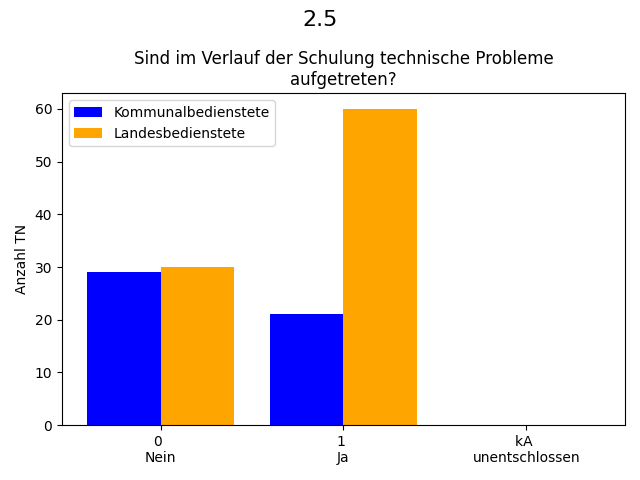 2.5
Sind im Verlauf der Schulung technische Probleme
aufgetreten?
Kommunalbedienstete
Landesbedienstete
Anzahl TN
60
50
40
30
20
10
0
0
Nein
1
Ja
kA
unentschlossen